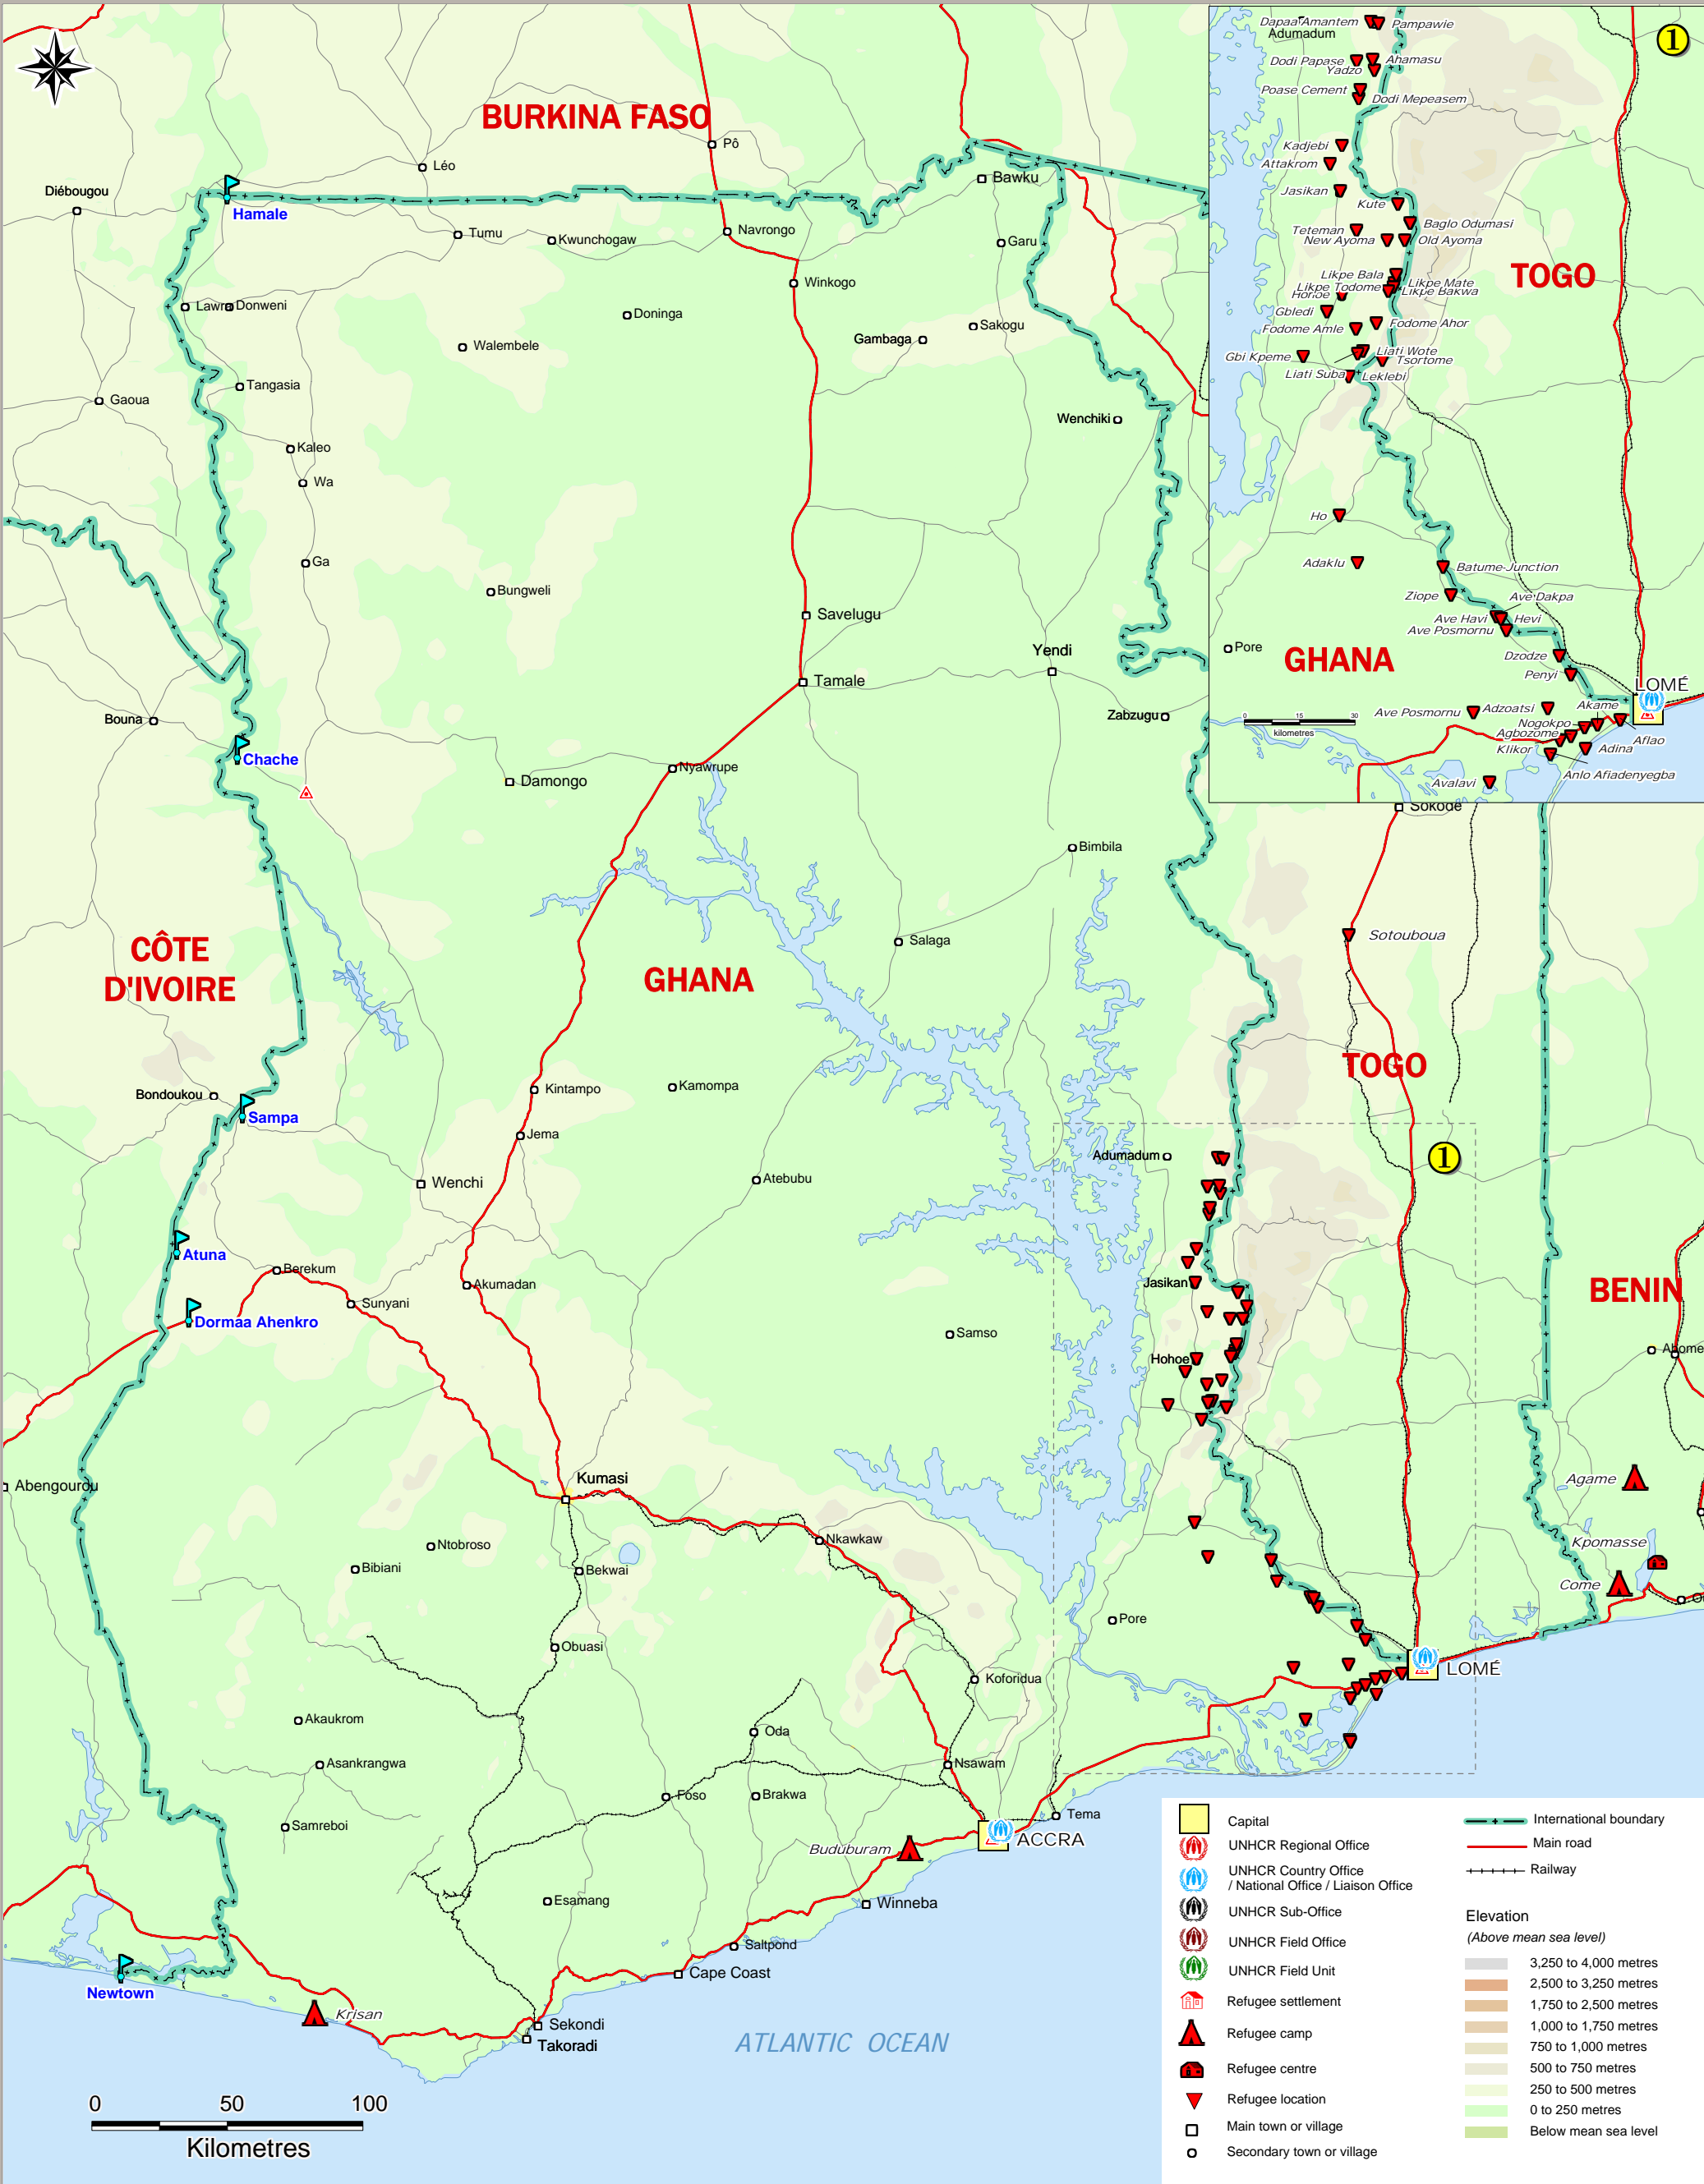 BURKINA FASO
Pô
Léo
Diébougou
Hamale
Bawku
Tumu
Kwunchogaw
Navrongo
Garu
Winkogo
Lawra
Donweni
Doninga
Sakogu
Gambaga
Walembele
Tangasia
Gaoua
Wenchiki
Kaleo
Wa
Ga
Bungweli
Savelugu
Yendi
Tamale
Zabzugu
Bouna
Chache
Nyawrupe
Damongo
Bimbila
Salaga
CÔTE
D'IVOIRE
GHANA
Bondoukou
Sampa
Kintampo
Kamompa
Jema
Wenchi
Atebubu
Atuna
Berekum
Sunyani
Akumadan
Dormaa Ahenkro
Samso
Abengourou
Kumasi
Ntobroso
Bibiani
Bekwai
Nkawkaw
Obuasi
Koforidua
Akaukrom
Oda
Asankrangwa
Nsawam
Foso
Brakwa
Samreboi
Tema
ACCRA
Buduburam
Esamang
Winneba
Saltpond
Cape Coast
Newtown
Krisan
Sekondi
Takoradi
ATLANTIC OCEAN
0 50 100
Kilometres
1
Dapaa Amantem
Pampawie
Adumadum
Dodi Papase
Ahamasu
Yadzo
Poase Cement
Dodi Mepeasem
Kadjebi
Attakrom
Jasikan
Kute
Baglo Odumasi
Teteman
New Ayoma
Old Ayoma
TOGO
Likpe Bala
Likpe Mate
Likpe Todome
Likpe Bakwa
Hohoe
Gbledi
Fodome Ahor
Fodome Amle
Liati Wote
Gbi Kpeme
Tsortome
Liati Suba
Leklebi
Ho
Adaklu
Batume-Junction
Ziope
Ave Dakpa
Ave Havi
Hevi
Ave Posmornu
Pore
GHANA
Dzodze
Penyi
LOMÉ
Ave Posmornu
Adzoatsi
Akame
Nogokpo
Agbozome
Aflao
Klikor
Adina
Anlo Afiadenyegba
Avalavi
0 15 30
kilometres
Sokodé
Sotouboua
TOGO
Adumadum
1
Jasikan
BENIN
Hohoe
Agame
Kpomasse
Come
Pore
LOMÉ
Capital
UNHCR Regional Office
UNHCR Country Office
/ National Office / Liaison Office
UNHCR Sub-Office
UNHCR Field Office
UNHCR Field Unit
Refugee settlement
Refugee camp
Refugee centre
Refugee location
Main town or village
Secondary town or village
International boundary
Main road
Railway
Elevation
(Above mean sea level)
3,250 to 4,000 metres
2,500 to 3,250 metres
1,750 to 2,500 metres
1,000 to 1,750 metres
750 to 1,000 metres
500 to 750 metres
250 to 500 metres
0 to 250 metres
Below mean sea level